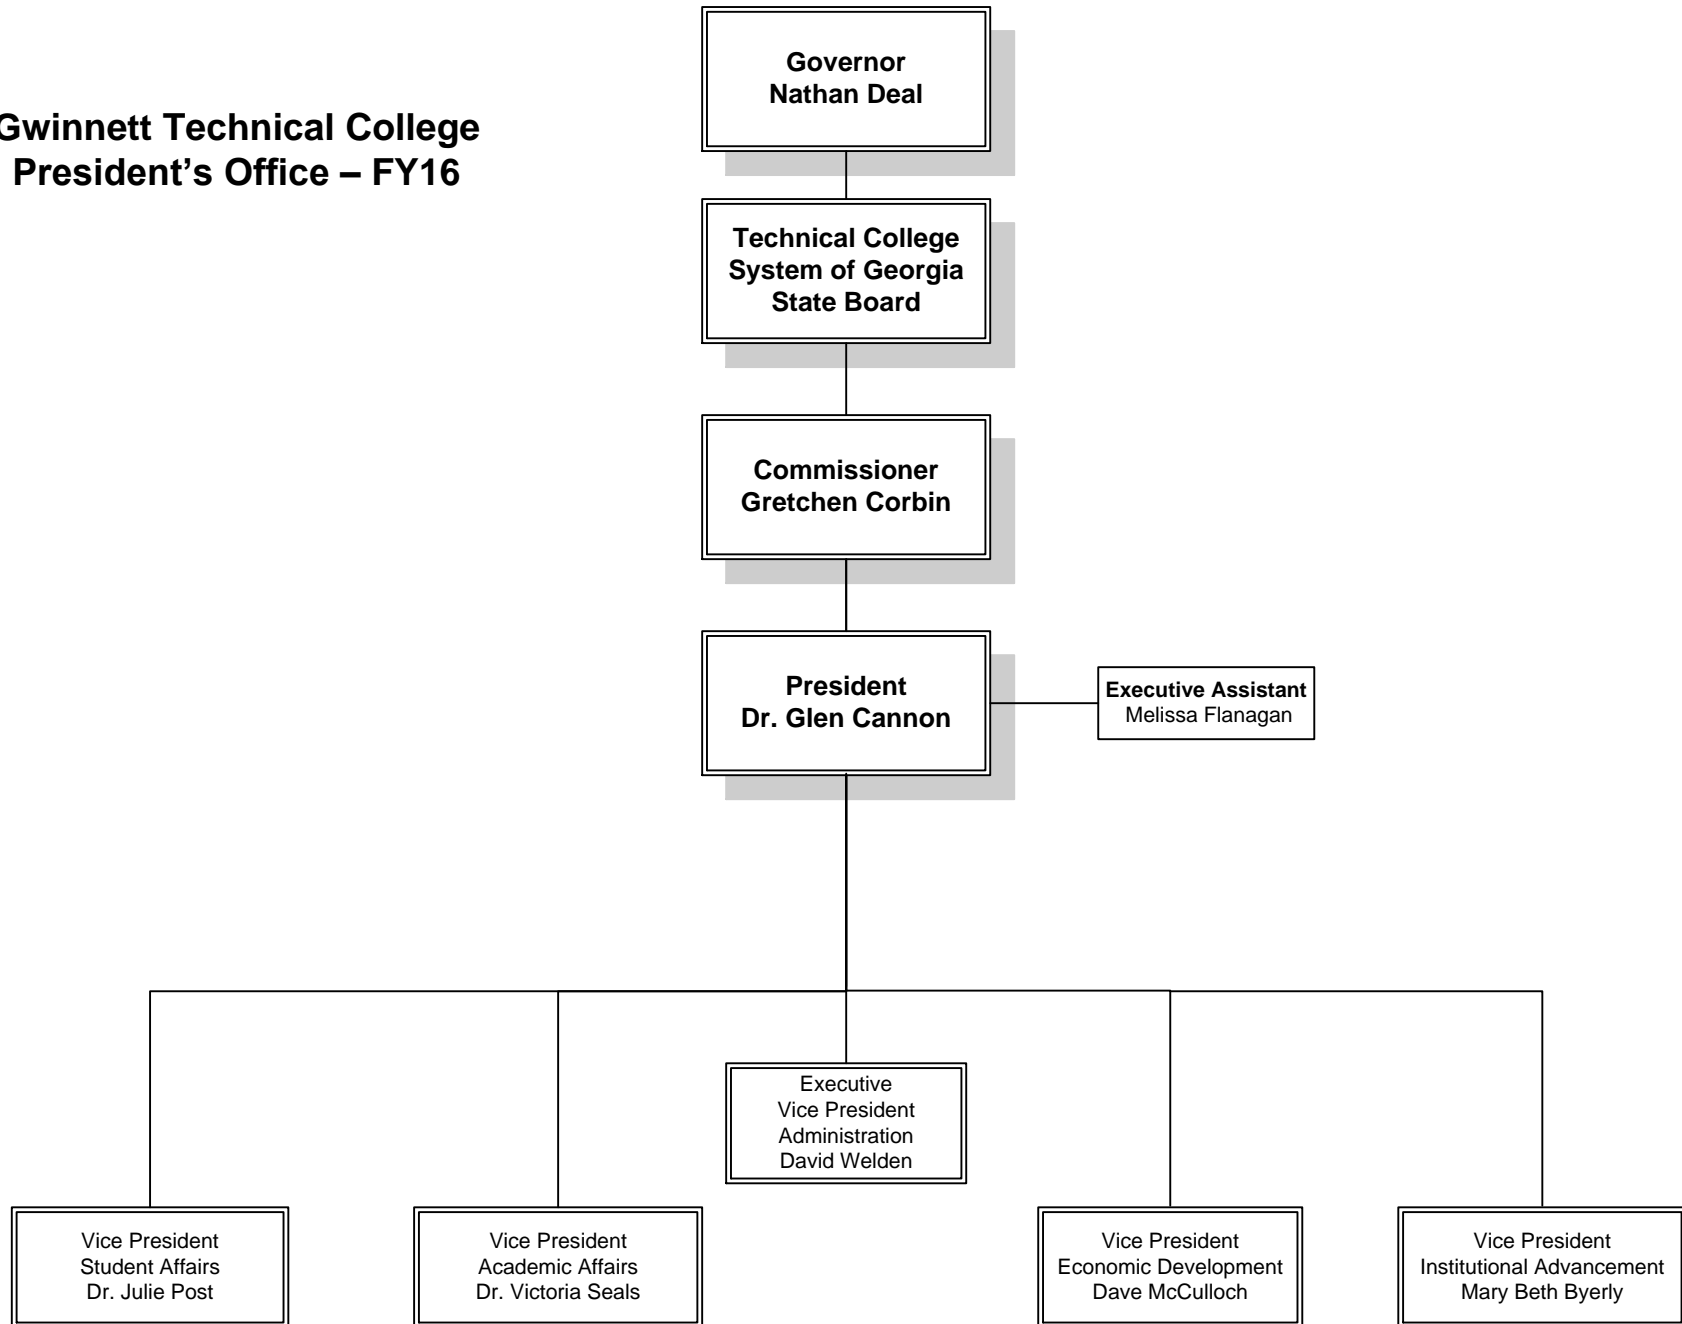 Governor
Nathan Deal
Gwinnett Technical College
President's Office – FY16
Technical College
System of Georgia
State Board
Commissioner
Gretchen Corbin
President
Dr. Glen Cannon
Executive Assistant
Melissa Flanagan
Executive
Vice President
Administration
David Welden
Vice President
Student Affairs
Dr. Julie Post
Vice President
Academic Affairs
Dr. Victoria Seals
Vice President
Economic Development
Dave McCulloch
Vice President
Institutional Advancement
Mary Beth Byerly